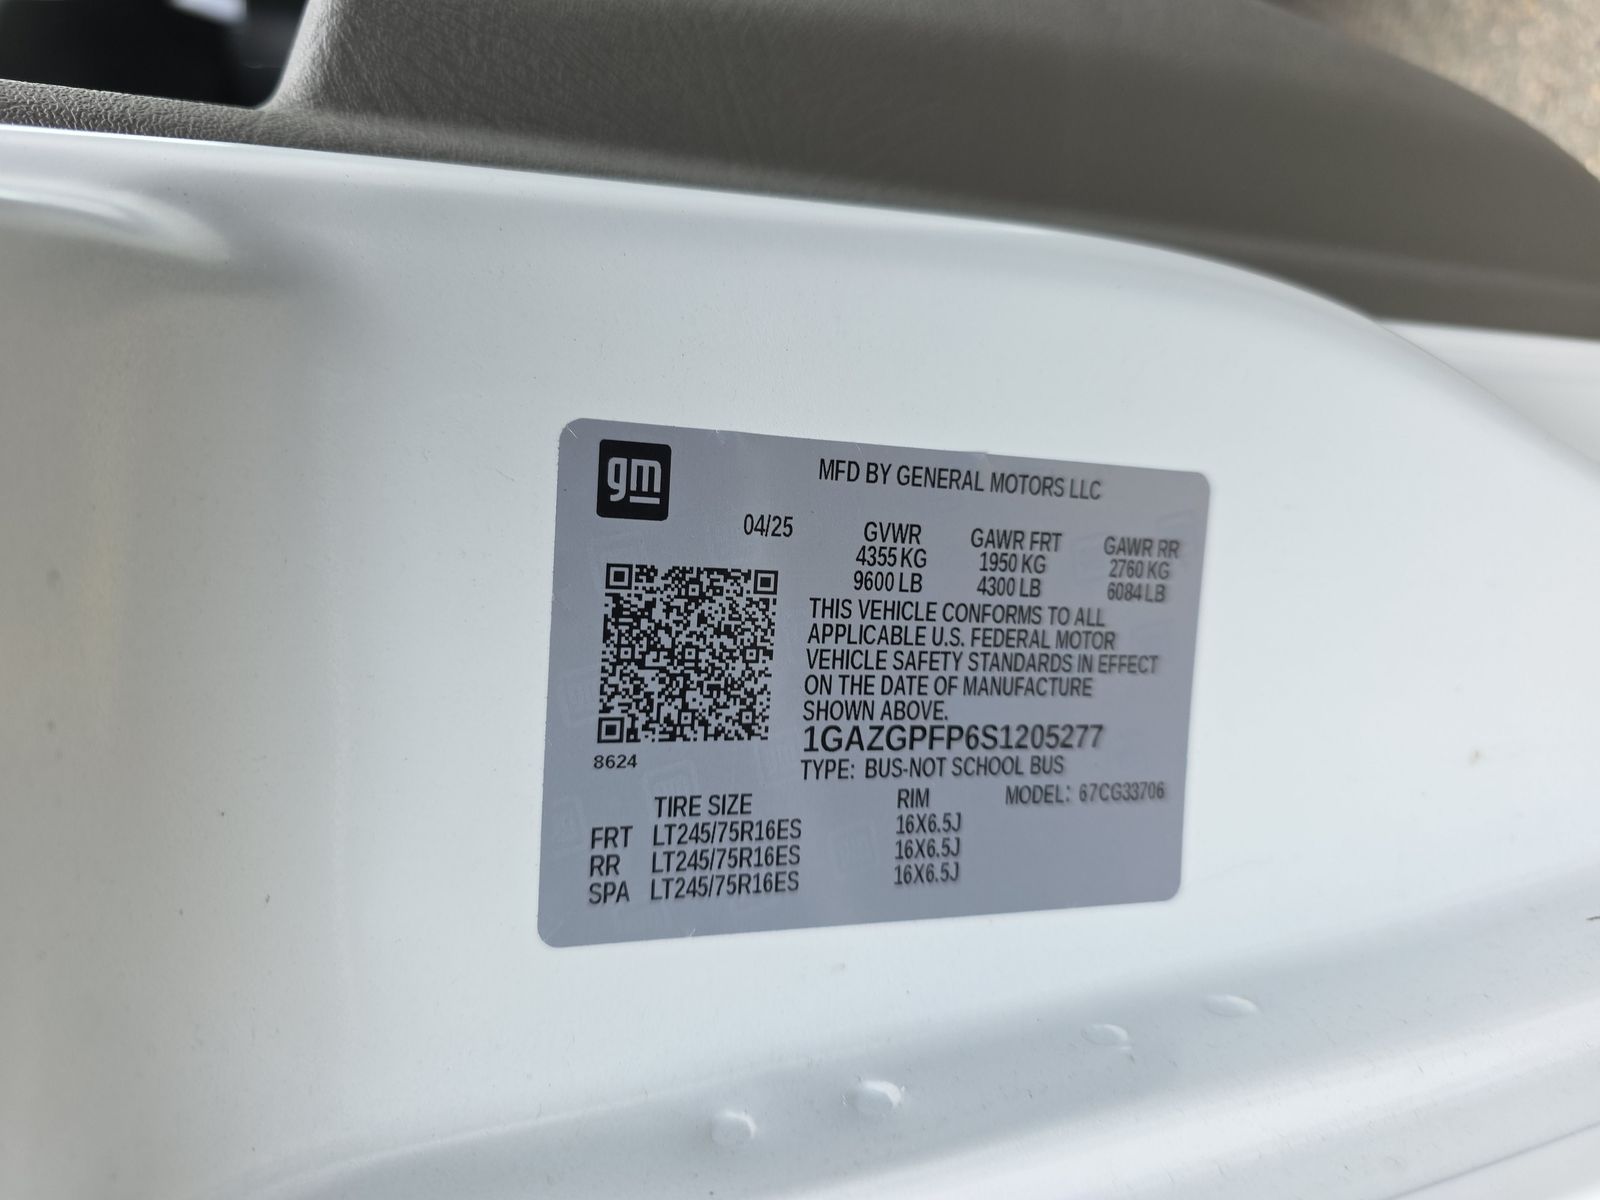 gm
MFD BY GENERAL MOTORS LLC
04/25
GVWR GAWR FRT GAWR RR
4355 KG 1950 KG 2760 KG
9600 LB 4300 LB 6084 LB
THIS VEHICLE CONFORMS TO ALL
APPLICABLE U.S. FEDERAL MOTOR
VEHICLE SAFETY STANDARDS IN EFFECT
ON THE DATE OF MANUFACTURE
SHOWN ABOVE.
1GAZGPFP6S1205277
8624
TYPE: BUS-NOT SCHOOL BUS
MODEL: 67CG33706
TIRE SIZE RIM
FRT LT245/75R16ES 16X6.5J
RR LT245/75R16ES 16X6.5J
SPA LT245/75R16ES 16X6.5J